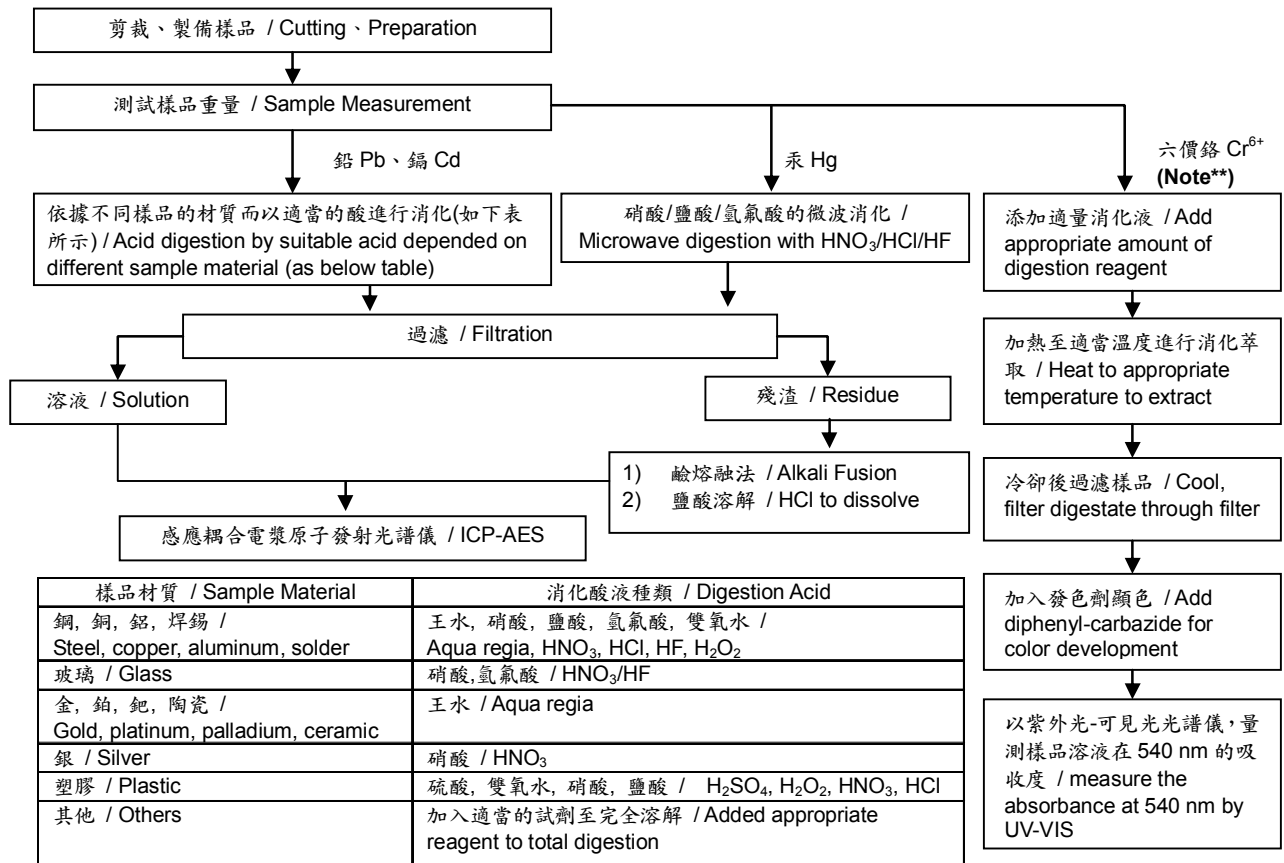 剪裁、製備樣品 / Cutting、Preparation
測試樣品重量 / Sample Measurement
鉛 Pb、鎘 Cd
汞 Hg
六價鉻 Cr⁶⁺
(Note**)
依據不同樣品的材質而以適當的酸進行消化(如下表
所示) / Acid digestion by suitable acid depended on
different sample material (as below table)
硝酸/鹽酸/氫氟酸的微波消化 /
Microwave digestion with HNO₃/HCl/HF
添加適量消化液 / Add
appropriate amount of
digestion reagent
過濾 / Filtration
加熱至適當溫度進行消化萃
取 / Heat to appropriate
temperature to extract
溶液 / Solution
殘渣 / Residue
1) 鹼熔融法 / Alkali Fusion
2) 鹽酸溶解 / HCl to dissolve
冷卻後過濾樣品 / Cool,
filter digestate through filter
感應耦合電漿原子發射光譜儀 / ICP-AES
加入發色劑顯色 / Add
diphenyl-carbazide for
color development
以紫外光-可見光光譜儀，量
測樣品溶液在 540 nm 的吸
收度 / measure the
absorbance at 540 nm by
UV-VIS
樣品材質 / Sample Material
消化酸液種類 / Digestion Acid
鋼, 銅, 鋁, 焊錫 /
Steel, copper, aluminum, solder
王水, 硝酸, 鹽酸, 氫氟酸, 雙氧水 /
Aqua regia, HNO₃, HCl, HF, H₂O₂
玻璃 / Glass
硝酸,氫氟酸 / HNO₃/HF
金, 鉑, 鈀, 陶瓷 /
Gold, platinum, palladium, ceramic
王水 / Aqua regia
銀 / Silver
硝酸 / HNO₃
塑膠 / Plastic
硫酸, 雙氧水, 硝酸, 鹽酸 / H₂SO₄, H₂O₂, HNO₃, HCl
其他 / Others
加入適當的試劑至完全溶解 / Added appropriate
reagent to total digestion